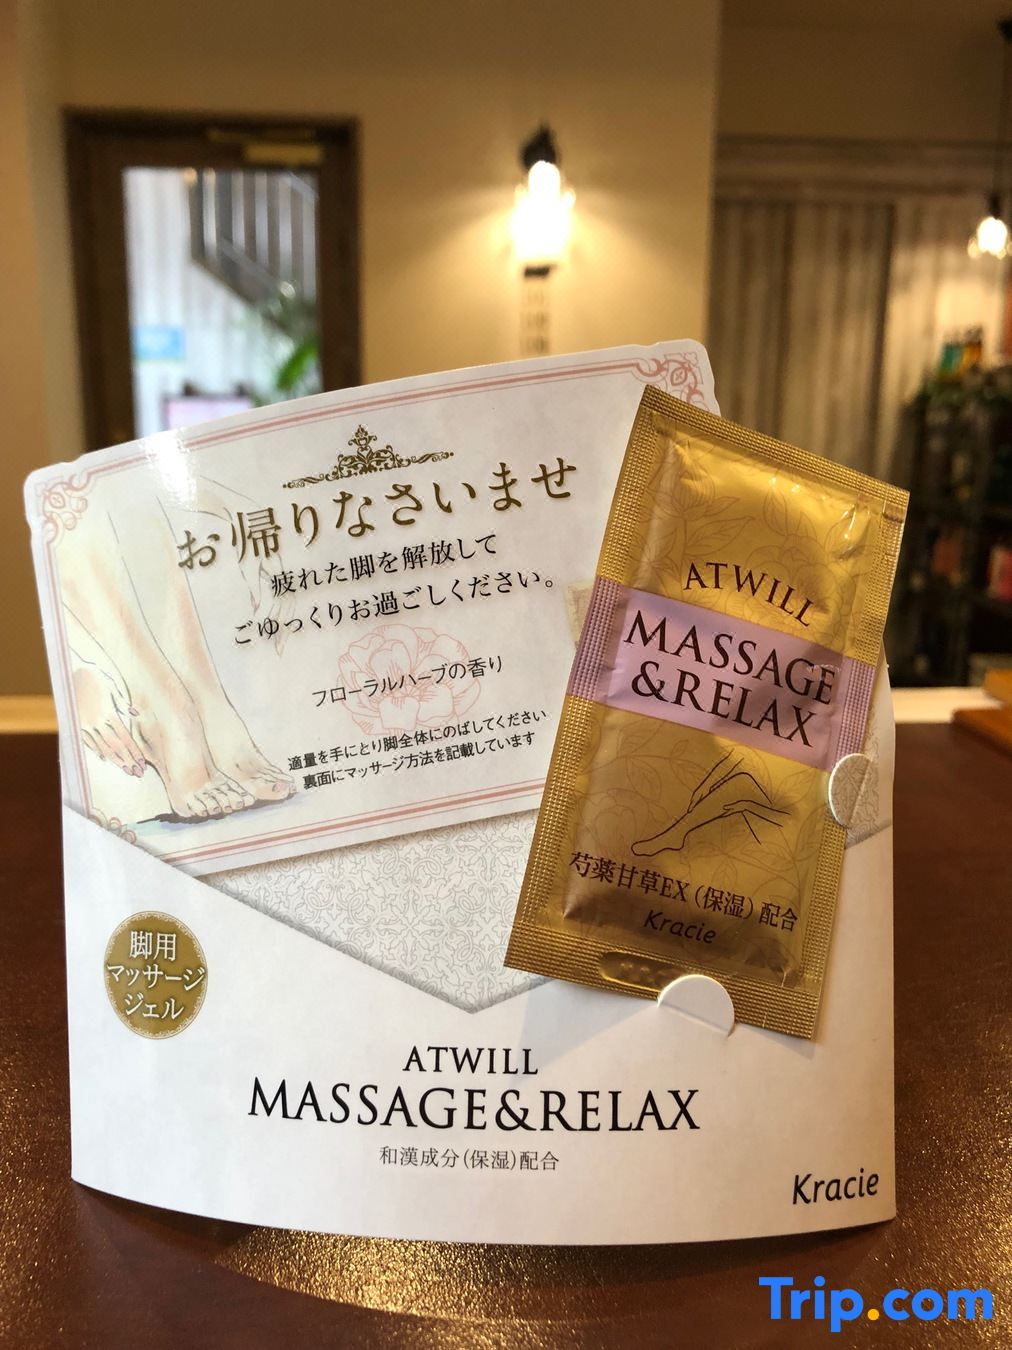 お帰りなさいませ
疲れた脚を解放して
ごゆっくりお過ごしください。
フローラルハーブの香り
適量を手にとり脚全体にのばしてください
裏面にマッサージ方法を記載しています
ATWILL
MASSAGE
&RELAX
芍薬甘草EX(保湿)配合
Kracie
脚用
マッサージ
ジェル
ATWILL
MASSAGE&RELAX
和漢成分(保湿)配合
Kracie
Trip.com